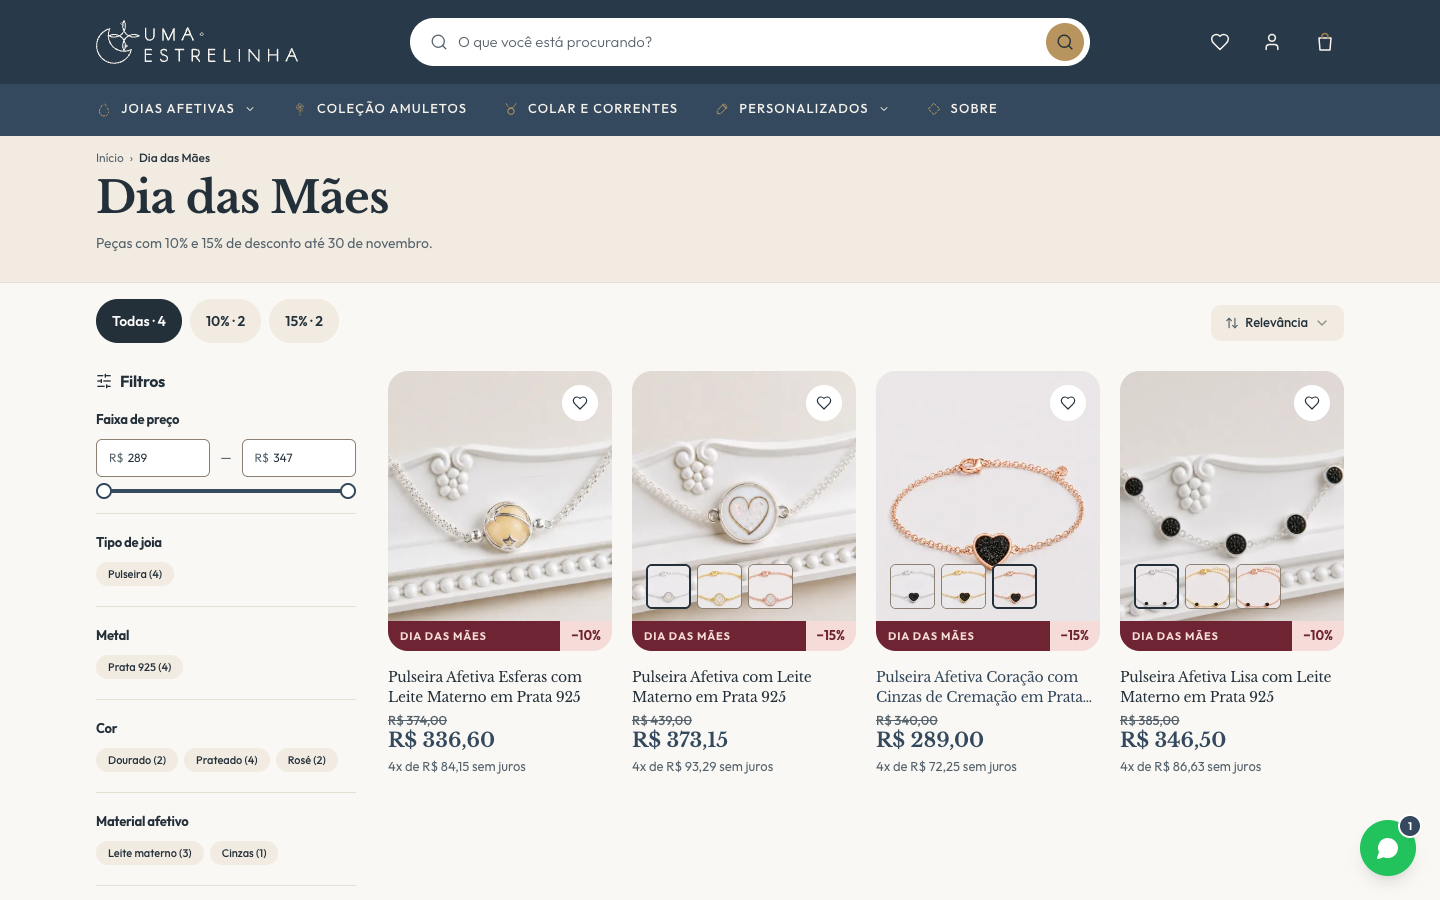 UMA
ESTRELINHA
O que você está procurando?
JOIAS AFETIVAS
COLEÇÃO AMULETOS
COLAR E CORRENTES
PERSONALIZADOS
SOBRE
Início › Dia das Mães
Dia das Mães
Peças com 10% e 15% de desconto até 30 de novembro.
Todas · 4
10% · 2
15% · 2
Relevância
Filtros
Faixa de preço
R$ 289 — R$ 347
Tipo de joia
Pulseira (4)
Metal
Prata 925 (4)
Cor
Dourado (2)
Prateado (4)
Rosé (2)
Material afetivo
Leite materno (3)
Cinzas (1)
DIA DAS MÃES −10%
Pulseira Afetiva Esferas com
Leite Materno em Prata 925
R$ 374,00
R$ 336,60
4x de R$ 84,15 sem juros
DIA DAS MÃES −15%
Pulseira Afetiva com Leite
Materno em Prata 925
R$ 439,00
R$ 373,15
4x de R$ 93,29 sem juros
DIA DAS MÃES −15%
Pulseira Afetiva Coração com
Cinzas de Cremação em Prata...
R$ 340,00
R$ 289,00
4x de R$ 72,25 sem juros
DIA DAS MÃES −10%
Pulseira Afetiva Lisa com Leite
Materno em Prata 925
R$ 385,00
R$ 346,50
4x de R$ 86,63 sem juros
1